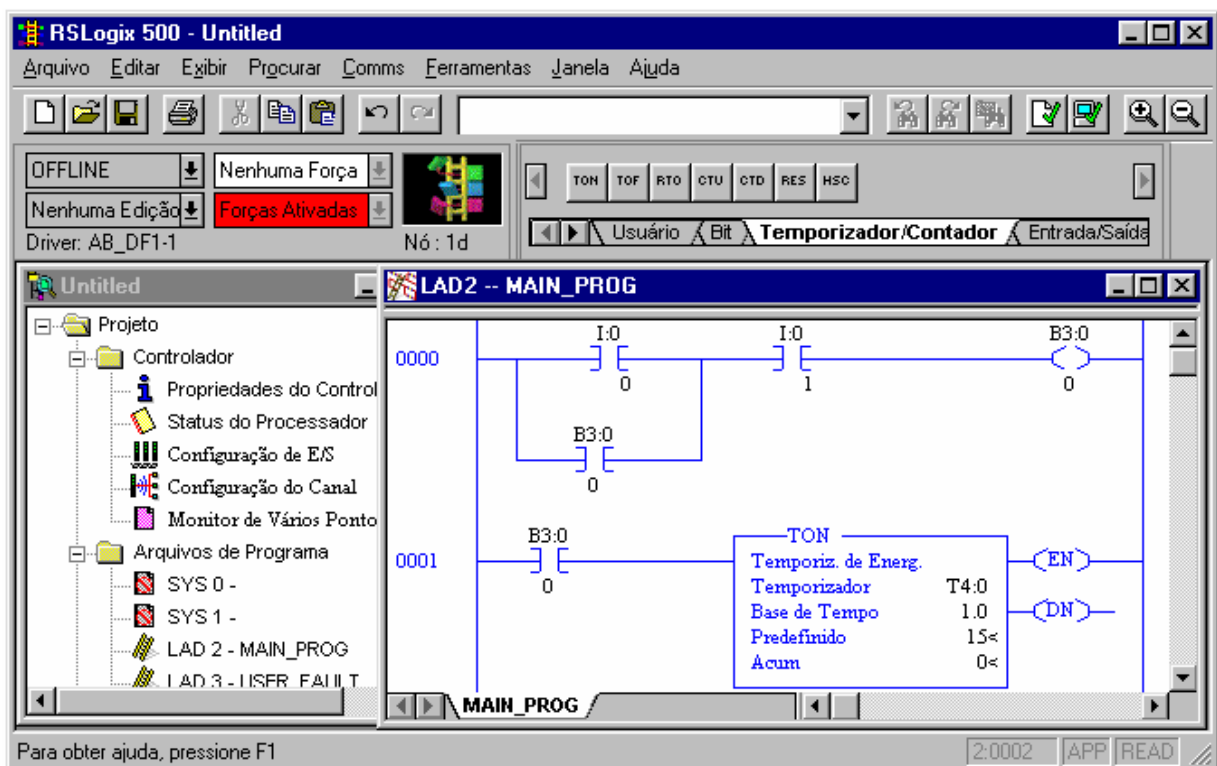 RSLogix 500 - Untitled
Arquivo Editar Exibir Procurar Comms Ferramentas Janela Ajuda
OFFLINE
Nenhuma Força
Nenhuma Edição
Forças Ativadas
Driver: AB_DF1-1
Nó : 1d
TON TOF RTO CTU CTD RES HSC
Usuário Bit Temporizador/Contador Entrada/Saída
Untitled
Projeto
Controlador
Propriedades do Control
Status do Processador
Configuração de E/S
Configuração do Canal
Monitor de Vários Ponto
Arquivos de Programa
SYS 0 -
SYS 1 -
LAD 2 - MAIN_PROG
LAD 3 - USER_FAULT
LAD2 -- MAIN_PROG
I:0 I:0 B3:0
0000
0 1 0
B3:0
0
B3:0
TON
0001
0
Temporiz. de Energ.
EN
Temporizador T4:0
Base de Tempo 1.0
DN
Predefinido 15<
Acum 0<
MAIN_PROG
Para obter ajuda, pressione F1
2:0002 APP READ